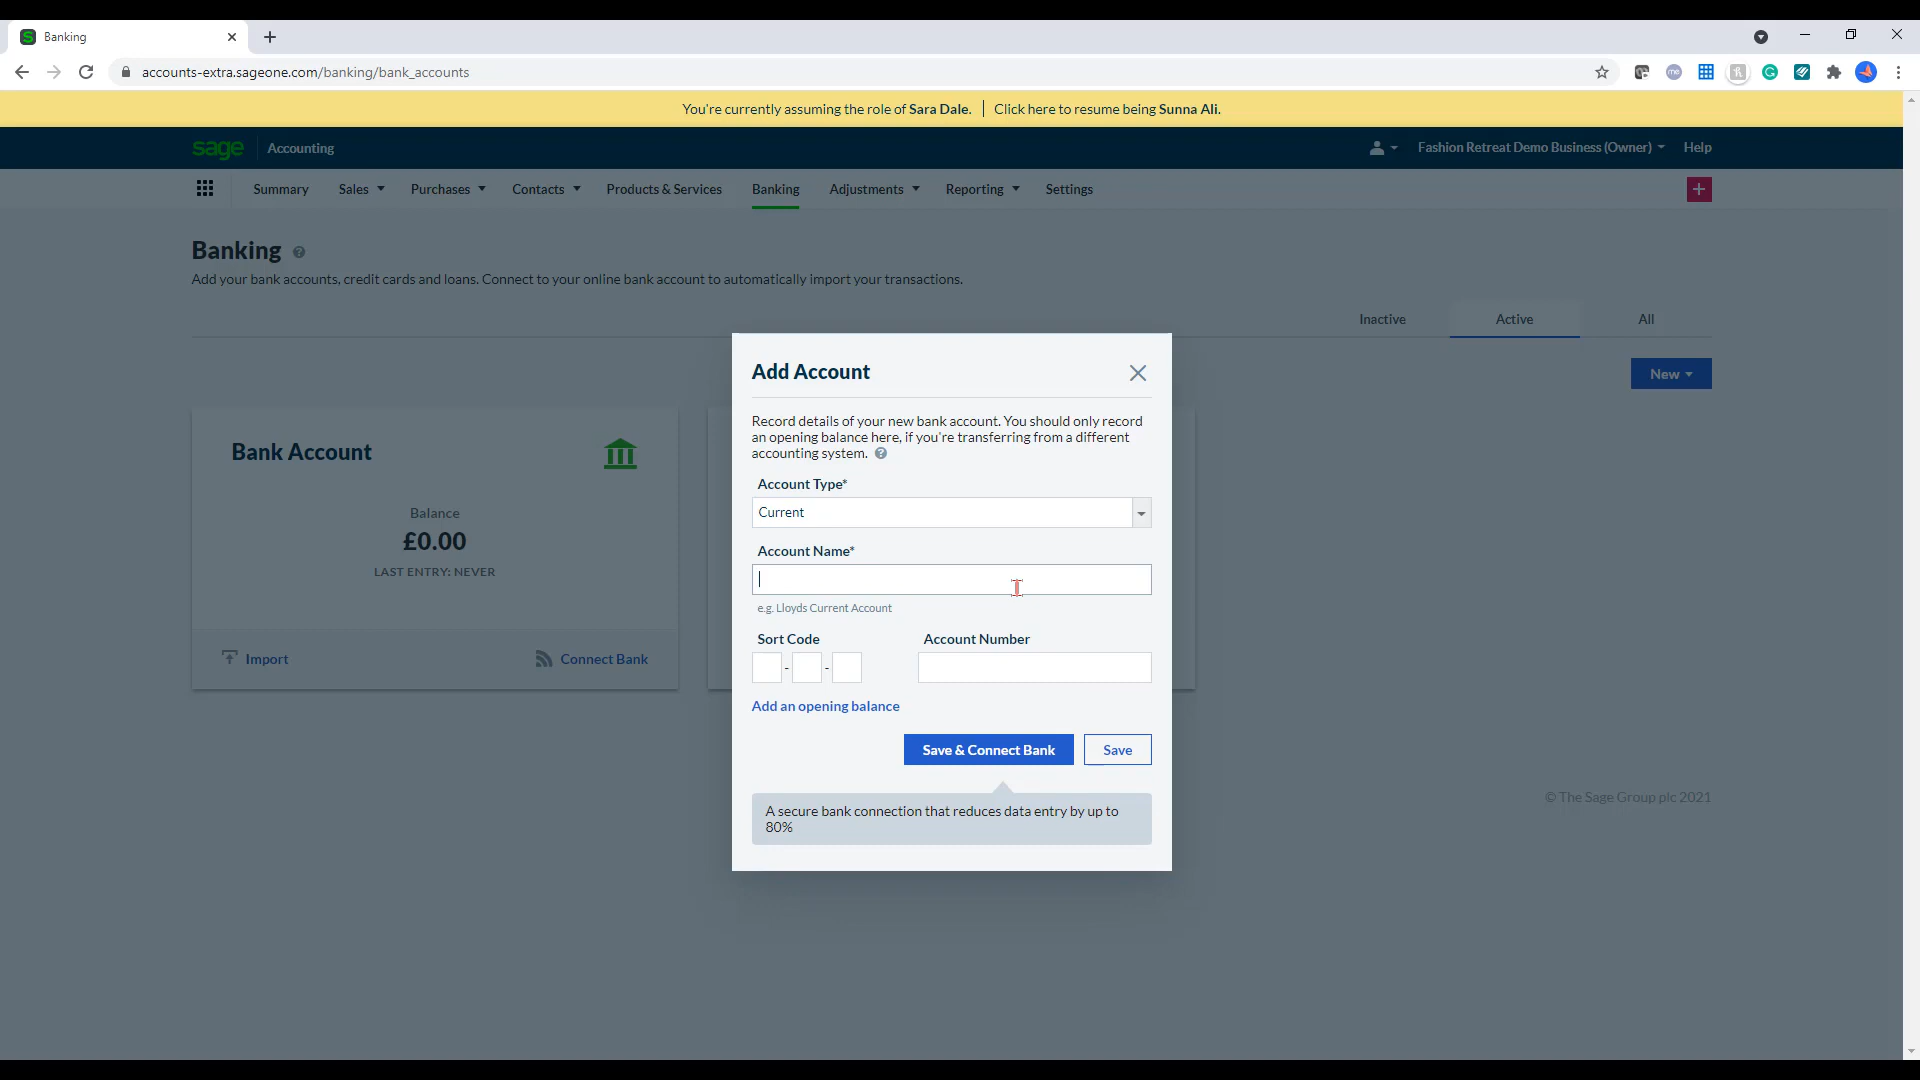 Banking
accounts-extra.sageone.com/banking/bank_accounts
You're currently assuming the role of Sara Dale. | Click here to resume being Sunna Ali.
sage Accounting
Fashion Retreat Demo Business (Owner) Help
Summary Sales Purchases Contacts Products & Services Banking Adjustments Reporting Settings
Banking
Add your bank accounts, credit cards and loans. Connect to your online bank account to automatically import your transactions.
Inactive Active All
New
Bank Account
Balance
£0.00
LAST ENTRY: NEVER
Import Connect Bank
Add Account
Record details of your new bank account. You should only record
an opening balance here, if you're transferring from a different
accounting system.
Account Type*
Current
Account Name*
e.g. Lloyds Current Account
Sort Code Account Number
- -
Add an opening balance
Save & Connect Bank Save
A secure bank connection that reduces data entry by up to
80%
© The Sage Group plc 2021